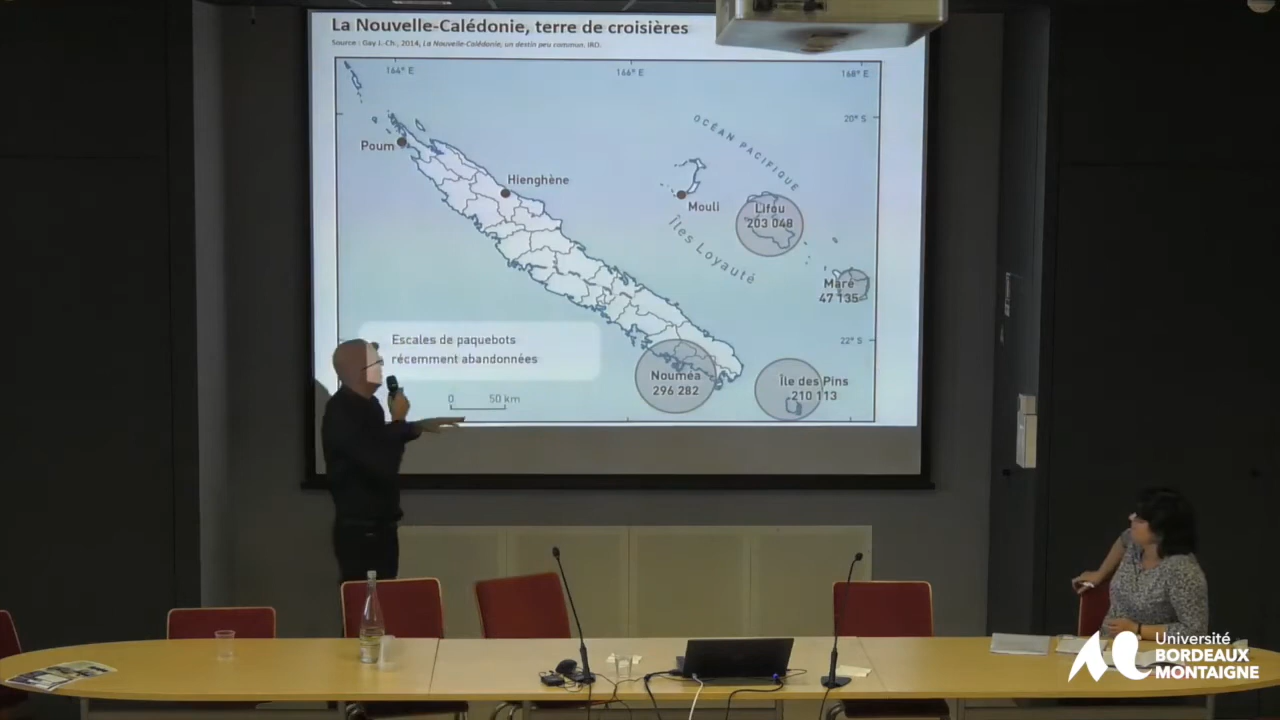 La Nouvelle-Calédonie, terre de croisières
Source : Gay J.-Ch., 2014, La Nouvelle-Calédonie, un destin peu commun, IRD.
164° E
166° E
168° E
20° S
OCÉAN PACIFIQUE
Poum
Hienghène
Mouli
Lifou
203 048
Îles Loyauté
Maré
47 135
22° S
Escales de paquebots
récemment abandonnées
Nouméa
296 282
Île des Pins
210 113
0 50 km
Université
BORDEAUX
MONTAIGNE